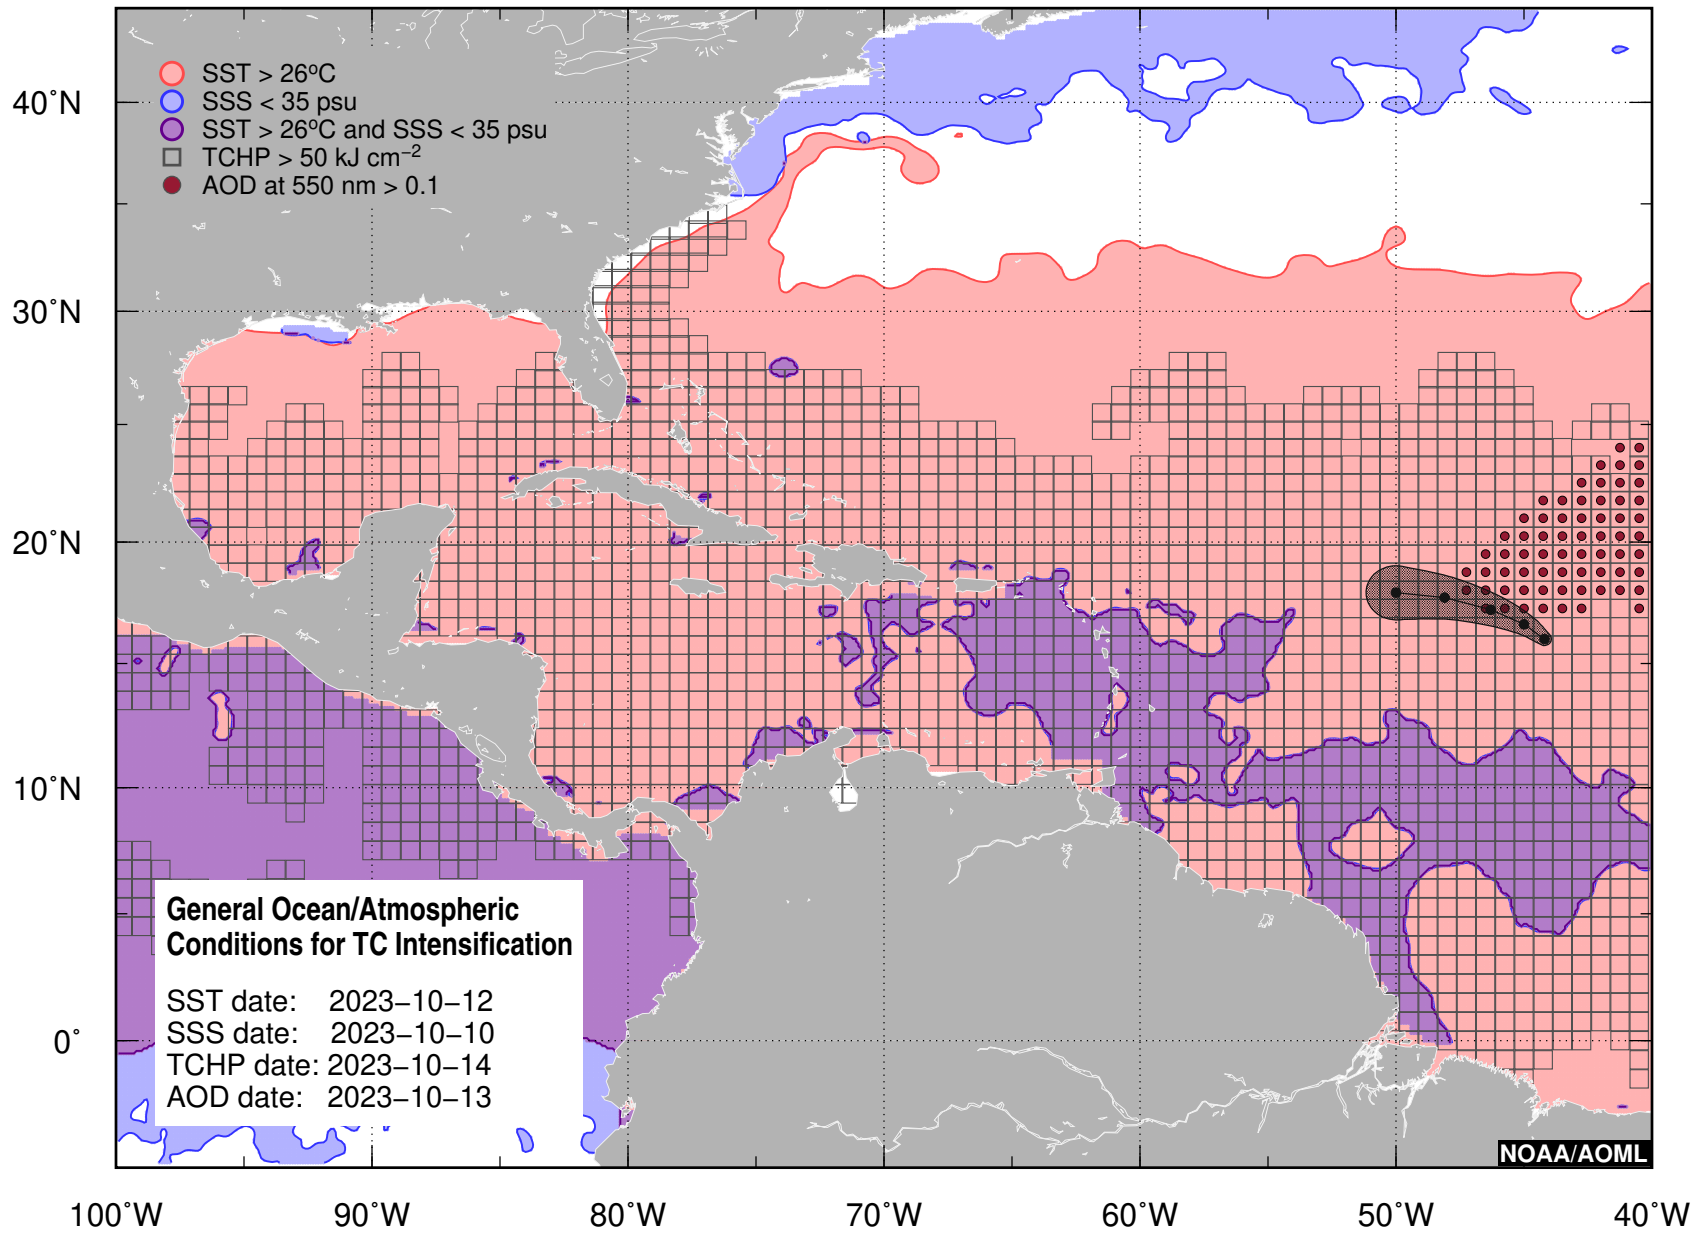 SST > 26ºC
SSS < 35 psu
SST > 26ºC and SSS < 35 psu
TCHP > 50 kJ cm⁻²
AOD at 550 nm > 0.1
40˚N
30˚N
20˚N
10˚N
0˚
General Ocean/Atmospheric
Conditions for TC Intensification
SST date: 2023−10−12
SSS date: 2023−10−10
TCHP date: 2023−10−14
AOD date: 2023−10−13
NOAA/AOML
100˚W 90˚W 80˚W 70˚W 60˚W 50˚W 40˚W